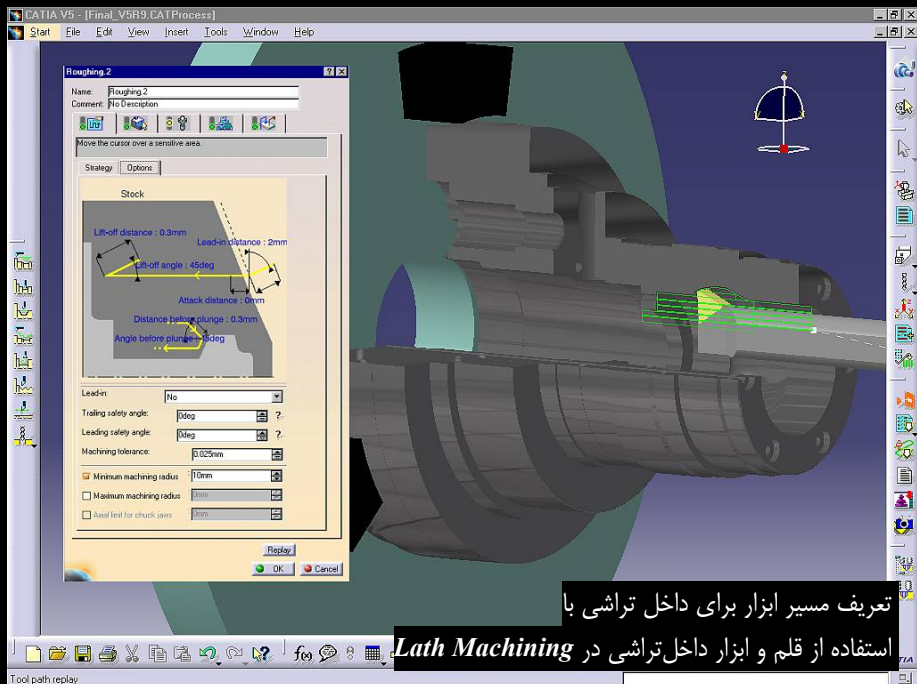 CATIA V5 - [Final_V5R9.CATProcess]
Start File Edit View Insert Tools Window Help
Roughing.2
Name: Roughing.2
Comment: No Description
Move the cursor over a sensitive area.
Strategy Options
Stock
Lift-off distance : 0.3mm
Lead-in distance : 2mm
Lift-off angle : 45deg
Attack distance : 0mm
Distance before plunge : 0.3mm
Angle before plunge : 45deg
Lead-in: No
Trailing safety angle: 0deg ?
Leading safety angle: 0deg ?
Machining tolerance: 0.025mm
Minimum machining radius 10mm
Maximum machining radius 0mm
Axial limit for chuck jaws 0mm
Replay
OK Cancel
تعریف مسیر ابزار برای داخل تراشی با
استفاده از قلم و ابزار داخل‌تراشی در Lath Machining
f(x)
TIA
Tool path replay